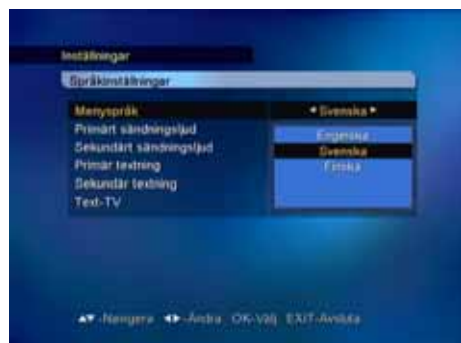 Inställningar
Språkinställningar
Menyspråk ◄ Svenska ►
Primärt sändningsljud
Sekundärt sändningsljud
Primär textning
Sekundär textning
Text-TV
Engelska
Svenska
Finska
▲▼-Navigera ◄►-Ändra OK-Välj EXIT-Avsluta